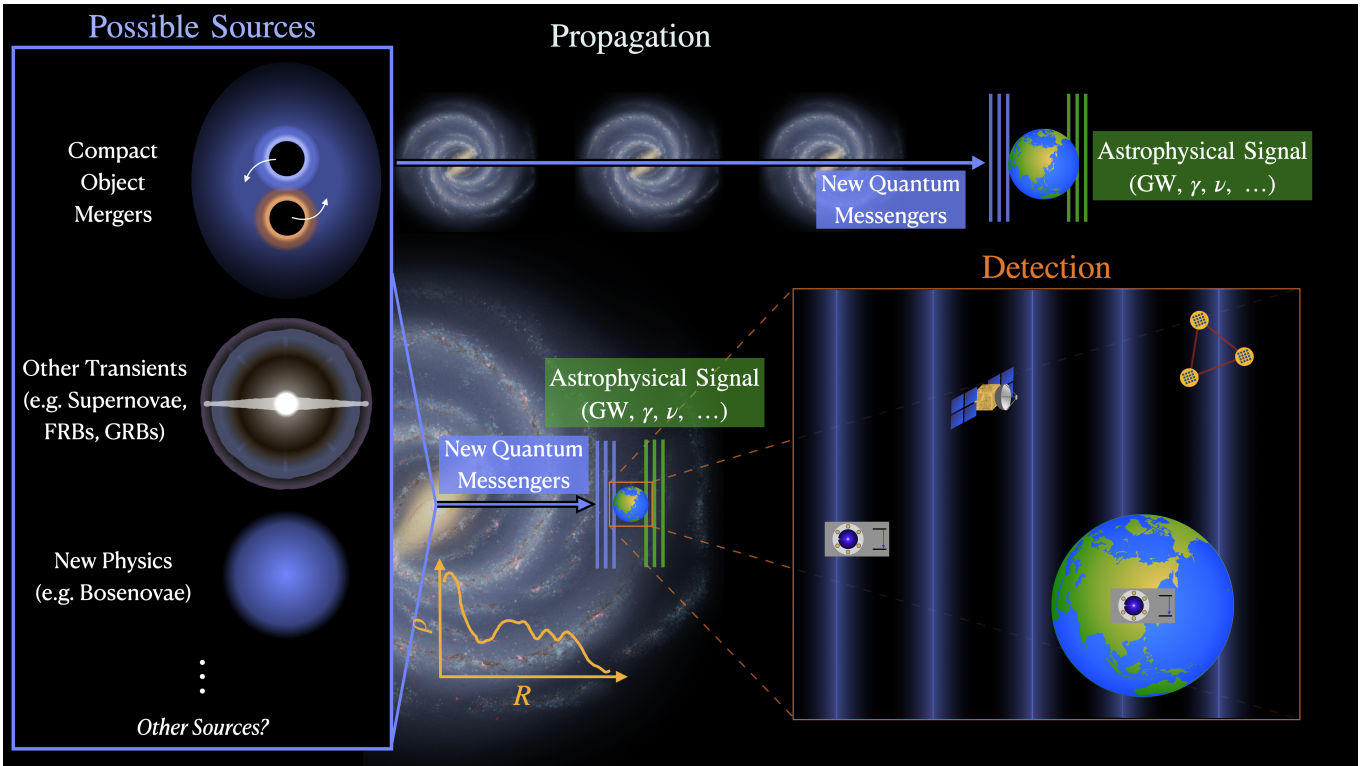 Possible Sources
Propagation
Compact
Object
Mergers
New Quantum
Messengers
Astrophysical Signal
(GW, γ, ν, …)
Detection
Other Transients
(e.g. Supernovae,
FRBs, GRBs)
Astrophysical Signal
(GW, γ, ν, …)
New Quantum
Messengers
New Physics
(e.g. Bosenovae)
ρ
R
Other Sources?